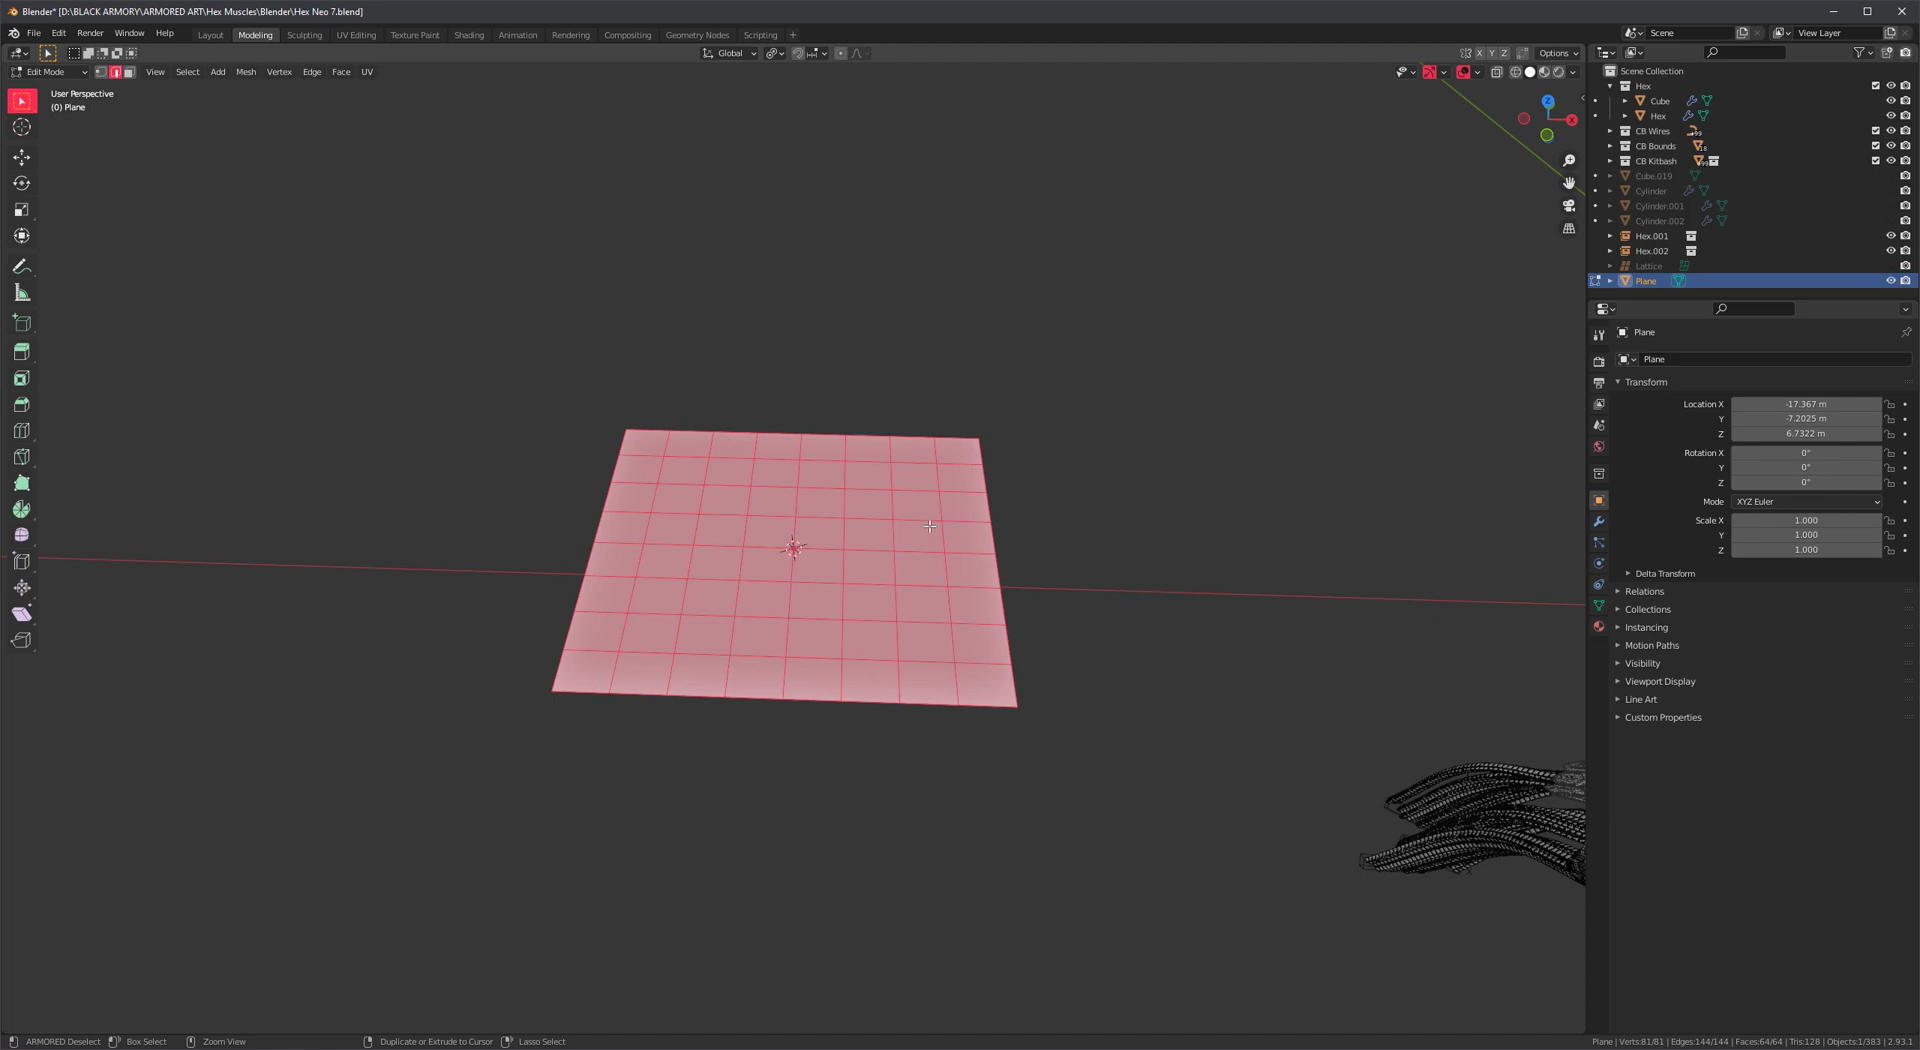 Blender* [D:\BLACK ARMORY\ARMORED ART\Hex Muscles\Blender\Hex Neo 7.blend]
File Edit Render Window Help
Layout Modeling Sculpting UV Editing Texture Paint Shading Animation Rendering Compositing Geometry Nodes Scripting +
Scene
View Layer
Global
X Y Z
Options
Edit Mode
View Select Add Mesh Vertex Edge Face UV
User Perspective
(0) Plane
Z
X
Scene Collection
Hex
Cube
Hex
CB Wires
CB Bounds
CB Kitbash
Cube.019
Cylinder
Cylinder.001
Cylinder.002
Hex.001
Hex.002
Lattice
Plane
Plane
Plane
Transform
Location X -17.367 m
Y -7.2025 m
Z 6.7322 m
Rotation X 0°
Y 0°
Z 0°
Mode XYZ Euler
Scale X 1.000
Y 1.000
Z 1.000
Delta Transform
Relations
Collections
Instancing
Motion Paths
Visibility
Viewport Display
Line Art
Custom Properties
ARMORED Deselect Box Select Zoom View Duplicate or Extrude to Cursor Lasso Select
Plane | Verts:81/81 | Edges:144/144 | Faces:64/64 | Tris:128 | Objects:1/383 | 2.93.1